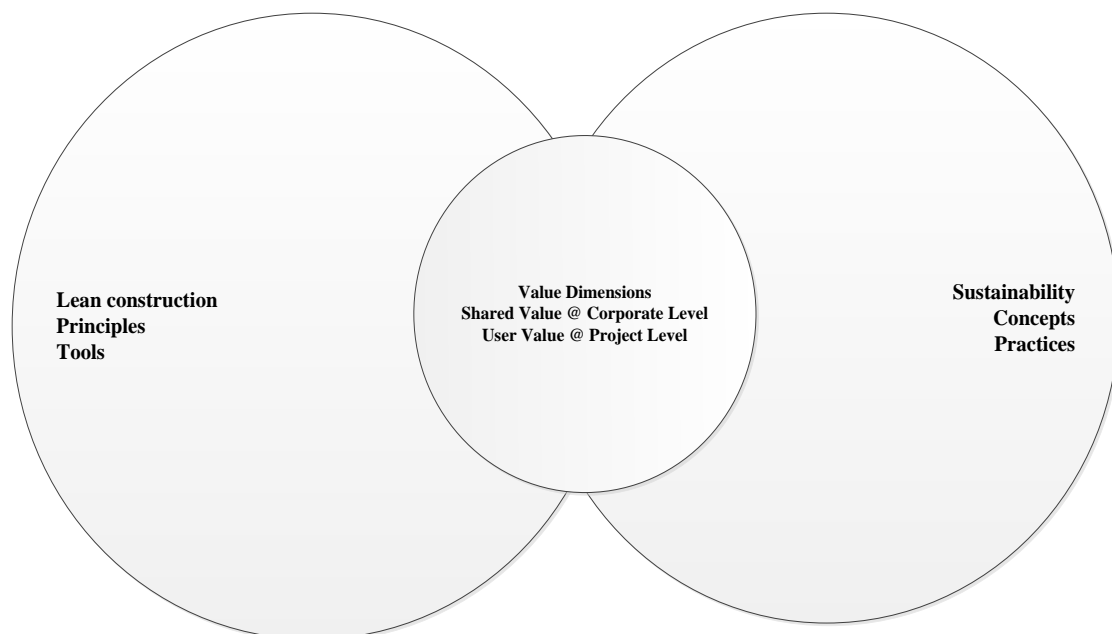 Lean construction
Principles
Tools
Value Dimensions
Shared Value @ Corporate Level
User Value @ Project Level
Sustainability
Concepts
Practices